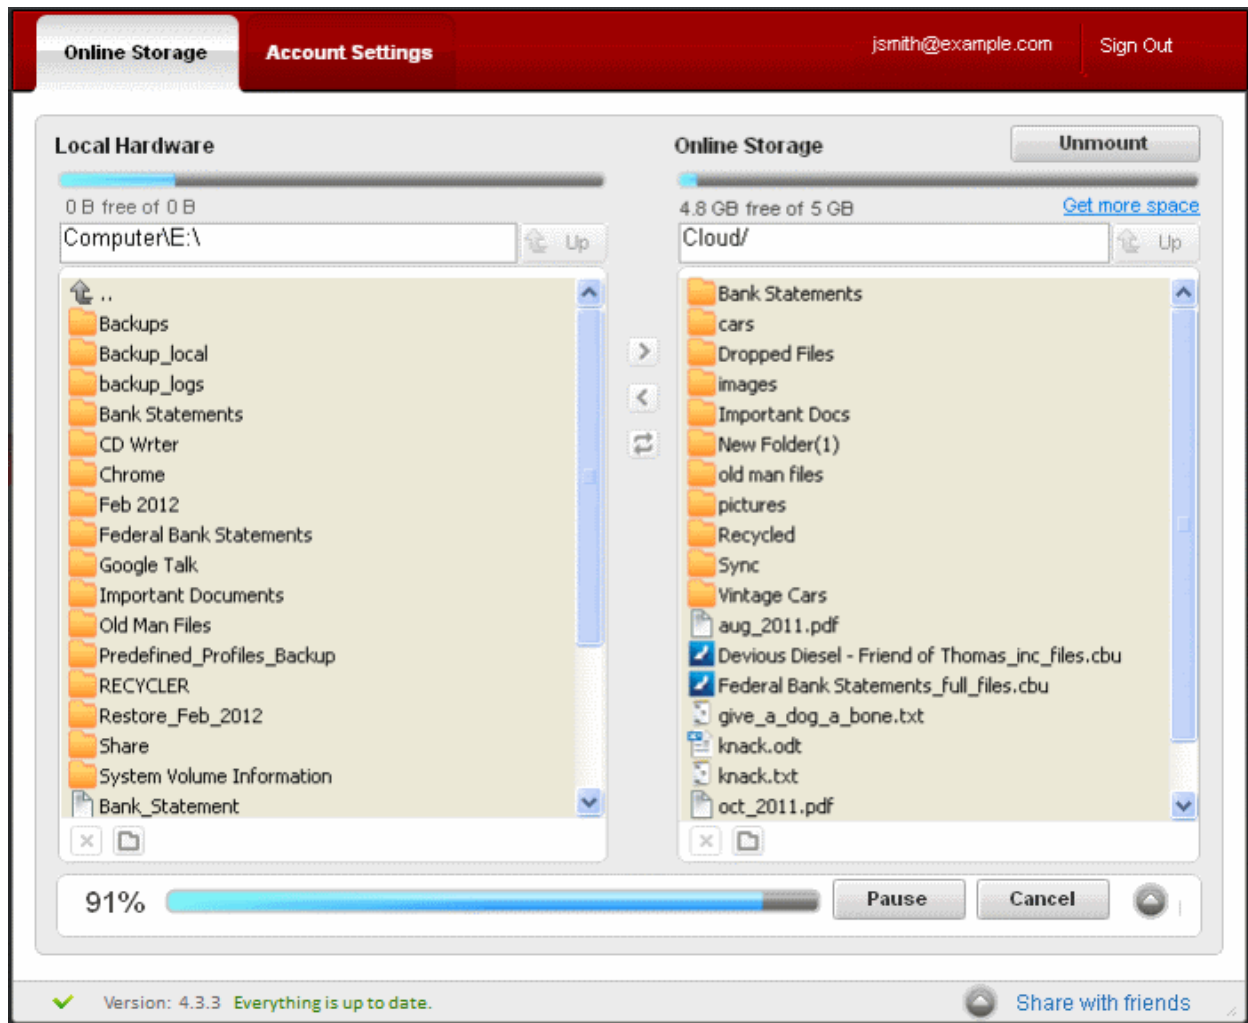 Online Storage
Account Settings
jsmith@example.com
Sign Out
Local Hardware
0 B free of 0 B
Computer\E:\
Up
..
Backups
Backup_local
backup_logs
Bank Statements
CD Wrter
Chrome
Feb 2012
Federal Bank Statements
Google Talk
Important Documents
Old Man Files
Predefined_Profiles_Backup
RECYCLER
Restore_Feb_2012
Share
System Volume Information
Bank_Statement
Online Storage
Unmount
4.8 GB free of 5 GB
Get more space
Cloud/
Up
Bank Statements
cars
Dropped Files
images
Important Docs
New Folder(1)
old man files
pictures
Recycled
Sync
Vintage Cars
aug_2011.pdf
Devious Diesel - Friend of Thomas_inc_files.cbu
Federal Bank Statements_full_files.cbu
give_a_dog_a_bone.txt
knack.odt
knack.txt
oct_2011.pdf
91%
Pause
Cancel
Version: 4.3.3 Everything is up to date.
Share with friends